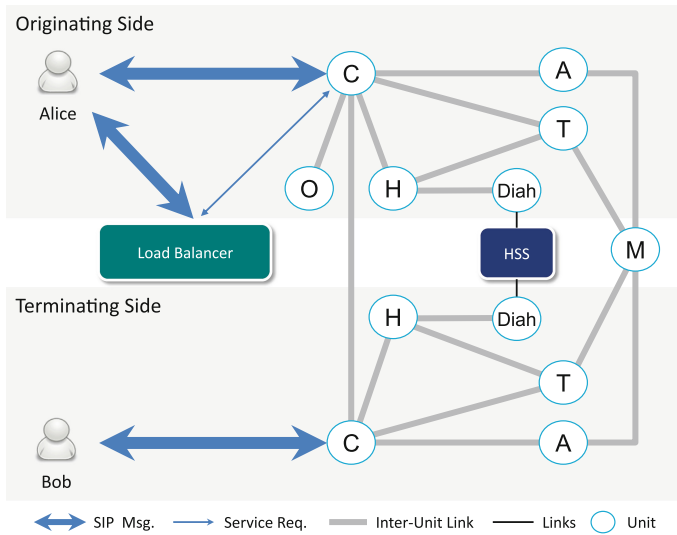 Originating Side
Alice
C
A
T
O
H
Diah
Load Balancer
HSS
M
Terminating Side
H
Diah
T
Bob
C
A
SIP Msg.
Service Req.
Inter-Unit Link
Links
Unit